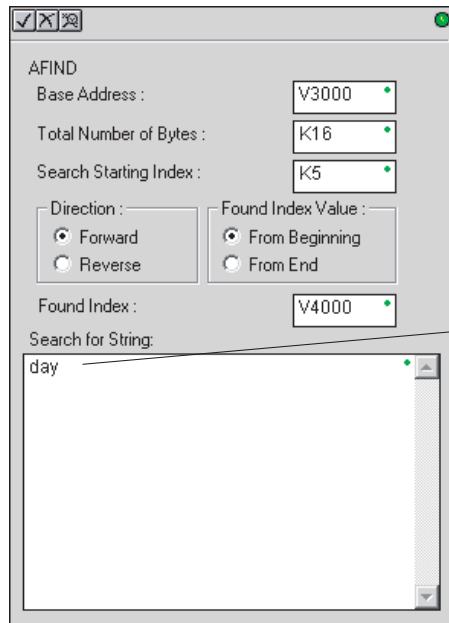 AFIND
Base Address : V3000
Total Number of Bytes : K16
Search Starting Index : K5
Direction : Found Index Value :
Forward From Beginning
Reverse From End
Found Index : V4000
Search for String:
day